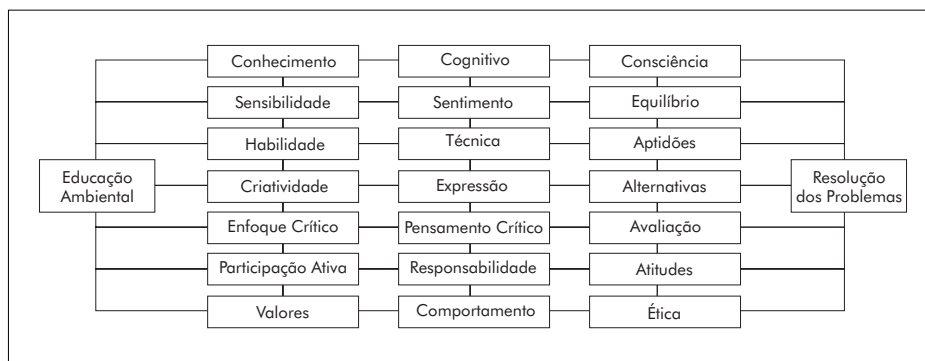 Conhecimento Cognitivo Consciência
Sensibilidade Sentimento Equilíbrio
Habilidade Técnica Aptidões
Educação
Ambiental
Criatividade Expressão Alternativas
Resolução
dos Problemas
Enfoque Crítico Pensamento Crítico Avaliação
Participação Ativa Responsabilidade Atitudes
Valores Comportamento Ética